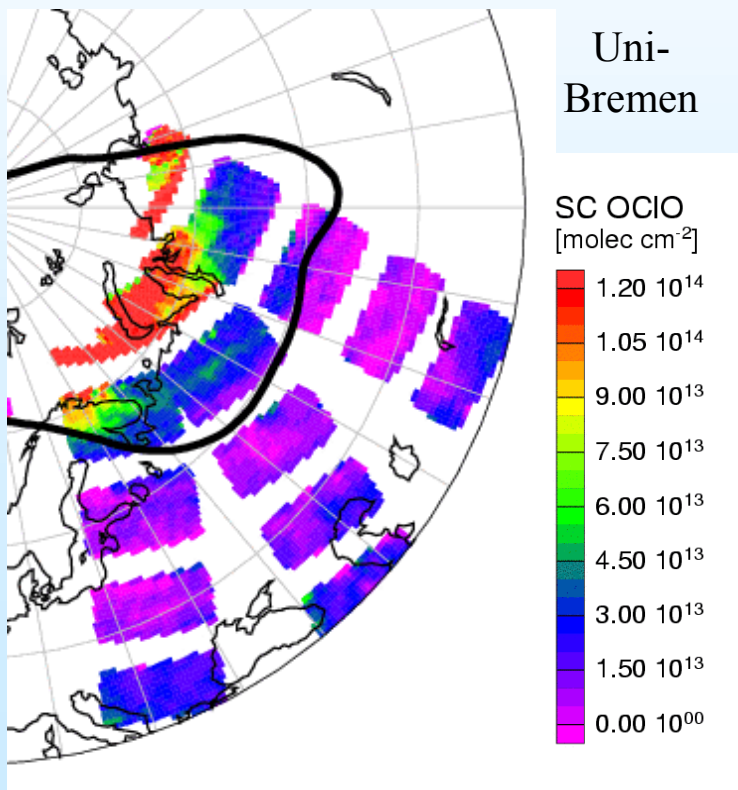 Uni-
Bremen
SC OClO
[molec cm⁻²]
1.20 10¹⁴
1.05 10¹⁴
9.00 10¹³
7.50 10¹³
6.00 10¹³
4.50 10¹³
3.00 10¹³
1.50 10¹³
0.00 10⁰⁰